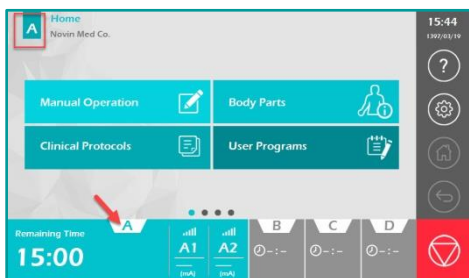 A
Home
Novin Med Co.
15:44
1397/03/19
?
Manual Operation
Body Parts
Clinical Protocols
User Programs
A
B
C
D
Remaining Time
15:00
A1
A2
[mA]
[mA]
-:-
-:-
-:-